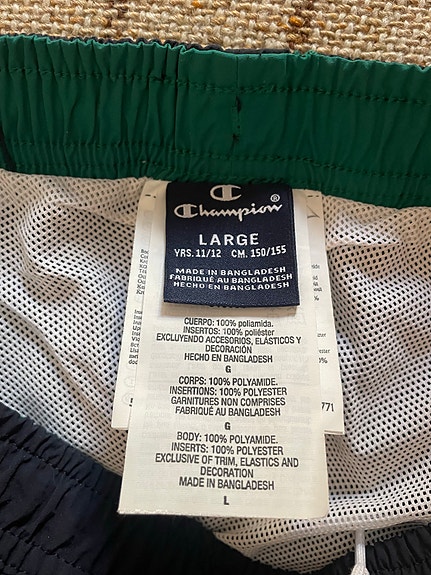 Champion®
LARGE
YRS. 11/12 CM. 150/155
MADE IN BANGLADESH
FABRIQUÉ AU BANGLADESH
HECHO EN BANGLADESH
CUERPO: 100% poliamida.
INSERTOS: 100% poliéster
EXCLUYENDO ACCESORIOS, ELÁSTICOS Y
DECORACIÓN
HECHO EN BANGLADESH
G
CORPS: 100% POLYAMIDE.
INSERTIONS: 100% POLYESTER
GARNITURES NON COMPRISES
FABRIQUÉ AU BANGLADESH
G
BODY: 100% POLYAMIDE.
INSERTS: 100% POLYESTER
EXCLUSIVE OF TRIM, ELASTICS AND
DECORATION
MADE IN BANGLADESH
L
771